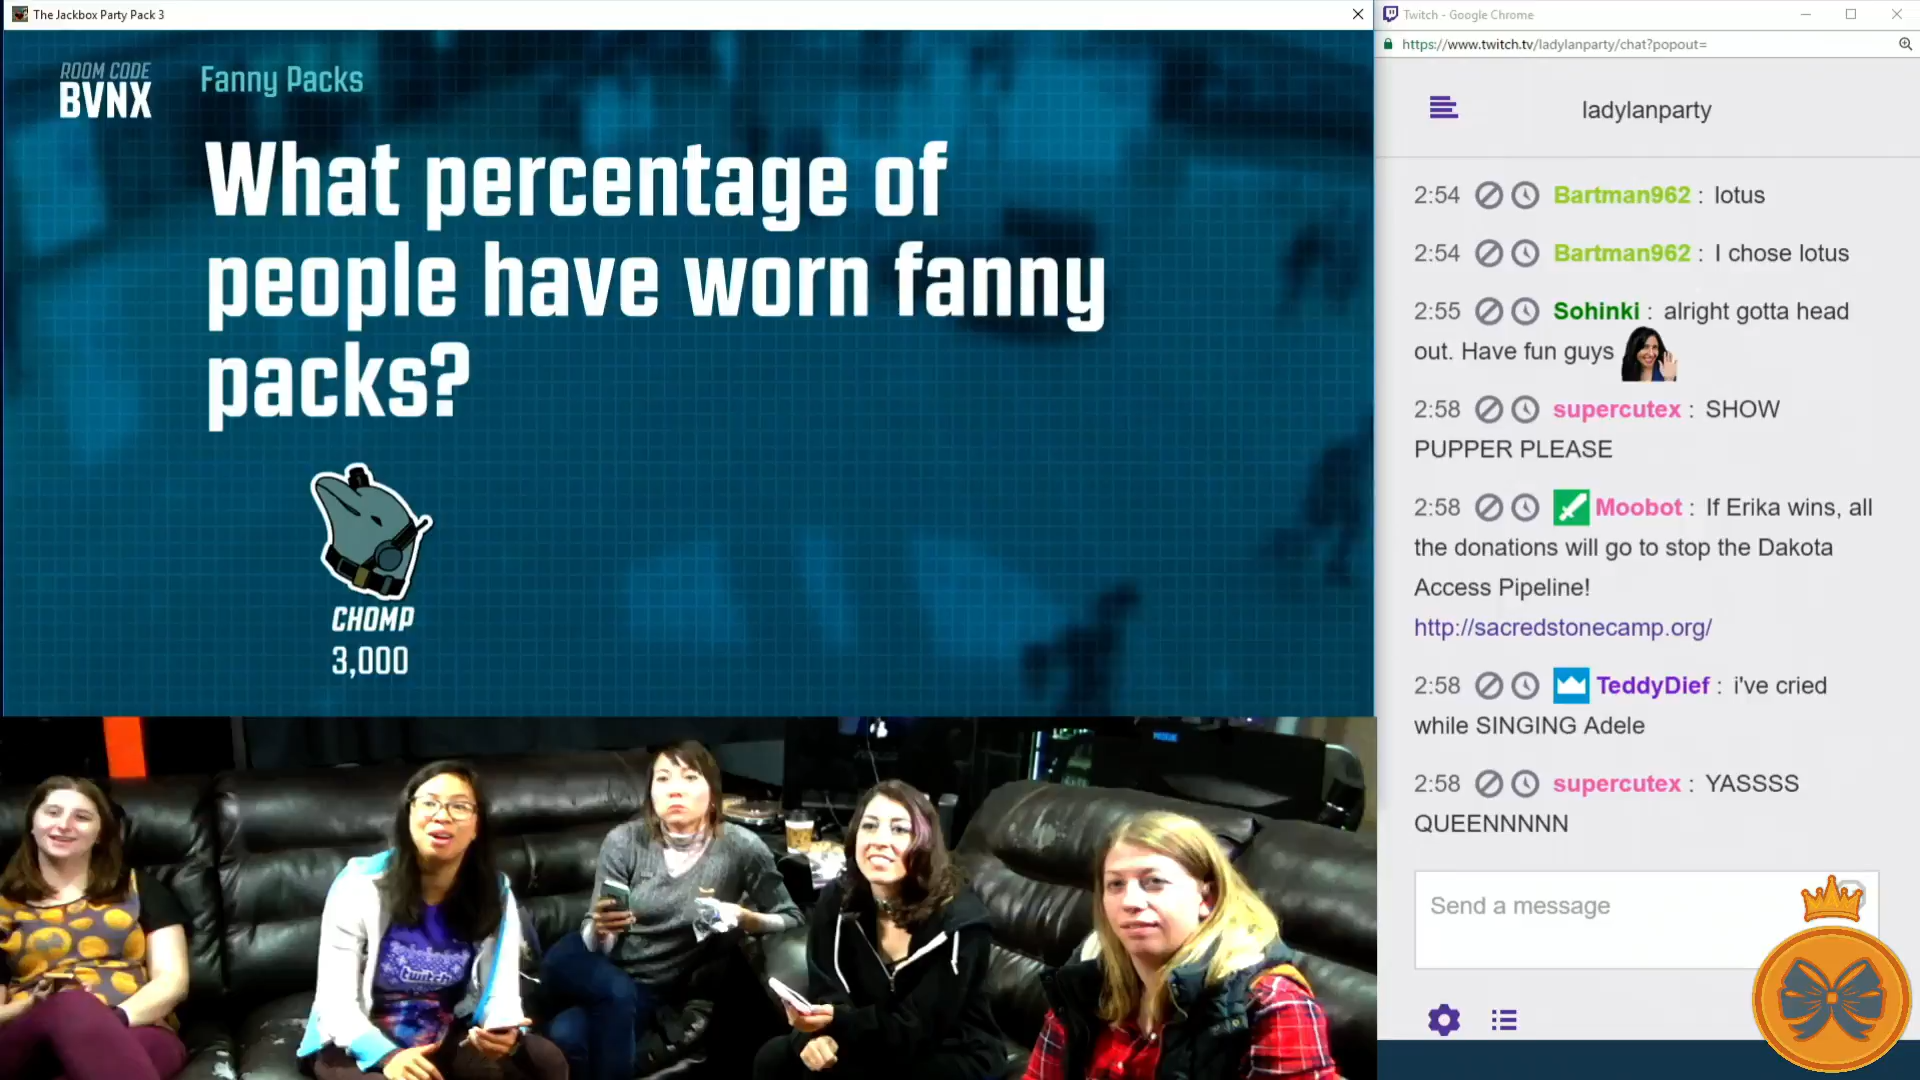 The Jackbox Party Pack 3
ROOM CODE
BVNX
Fanny Packs
What percentage of
people have worn fanny
packs?
CHOMP
3,000
twitch
Twitch - Google Chrome
https://www.twitch.tv/ladylanparty/chat?popout=
ladylanparty
2:54 Bartman962 : lotus
2:54 Bartman962 : I chose lotus
2:55 Sohinki : alright gotta head
out. Have fun guys
2:58 supercutex : SHOW
PUPPER PLEASE
2:58 Moobot : If Erika wins, all
the donations will go to stop the Dakota
Access Pipeline!
http://sacredstonecamp.org/
2:58 TeddyDief : i've cried
while SINGING Adele
2:58 supercutex : YASSSS
QUEENNNNN
Send a message